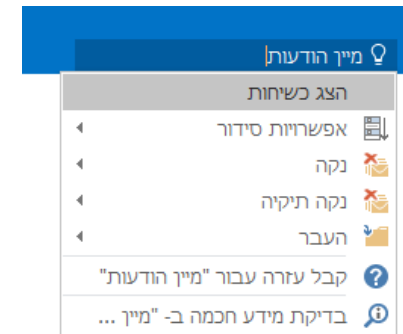 מיין הודעות
הצג כשיחות
אפשרויות סידור
נקה
נקה תיקיה
העבר
קבל עזרה עבור "מיין הודעות"
בדיקת מידע חכמה ב- "מיין ...